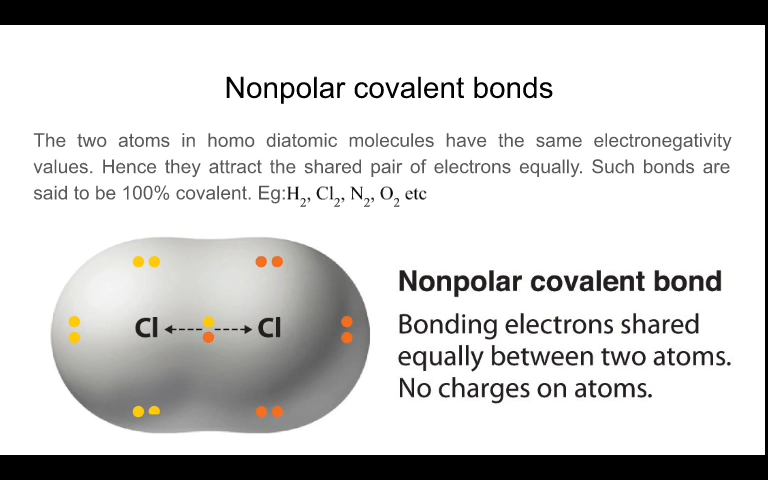 Nonpolar covalent bonds
The two atoms in homo diatomic molecules have the same electronegativity
values. Hence they attract the shared pair of electrons equally. Such bonds are
said to be 100% covalent. Eg:H₂, Cl₂, N₂, O₂ etc
Nonpolar covalent bond
Cl Cl
Bonding electrons shared
equally between two atoms.
No charges on atoms.